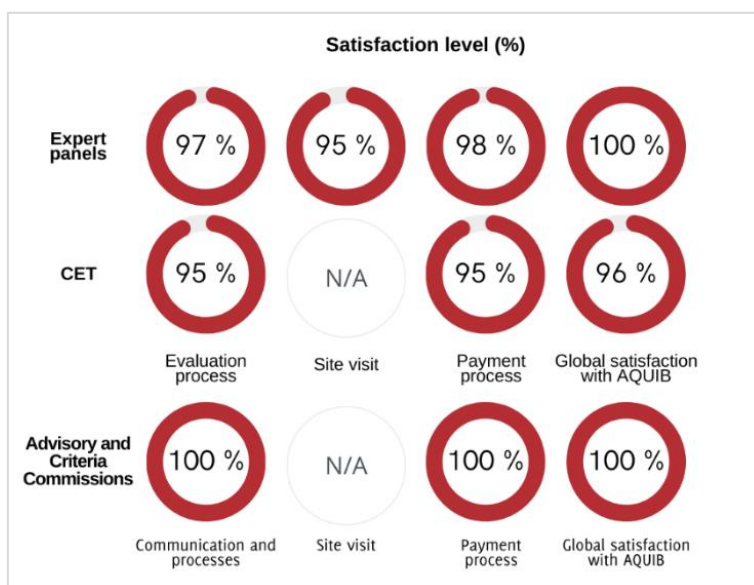 Satisfaction level (%)
Expert
panels
97 %
95 %
98 %
100 %
CET
95 %
N/A
95 %
96 %
Evaluation
process
Site visit
Payment
process
Global satisfaction
with AQUIB
Advisory and
Criteria
Commissions
100 %
N/A
100 %
100 %
Communication and
processes
Site visit
Payment
process
Global satisfaction
with AQUIB